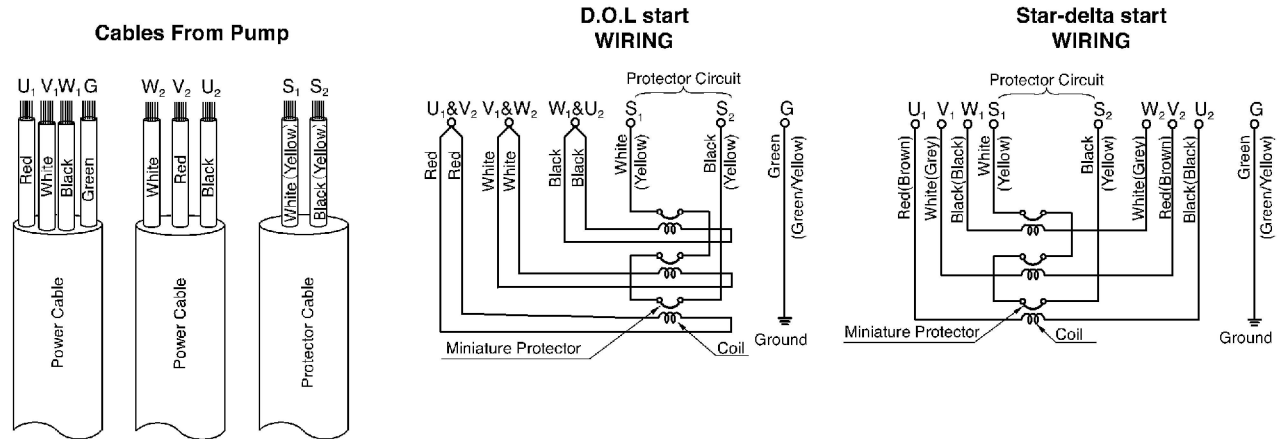 Cables From Pump
U₁ V₁ W₁ G
Red
White
Black
Green
Power Cable
W₂ V₂ U₂
White
Red
Black
Power Cable
S₁ S₂
White (Yellow)
Black (Yellow)
Protector Cable
D.O.L start
WIRING
Protector Circuit
U₁&V₂ V₁&W₂ W₁&U₂ S₁ S₂ G
Red
Red
White
White
Black
Black
White
(Yellow)
Black
(Yellow)
Green
(Green/Yellow)
Miniature Protector
Coil
Ground
Star-delta start
WIRING
Protector Circuit
U₁ V₁ W₁ S₁ S₂ W₂ V₂ U₂ G
Red(Brown)
White(Grey)
Black(Black)
White
(Yellow)
Black
(Yellow)
White(Grey)
Red(Brown)
Black(Black)
Green
(Green/Yellow)
Miniature Protector
Coil
Ground